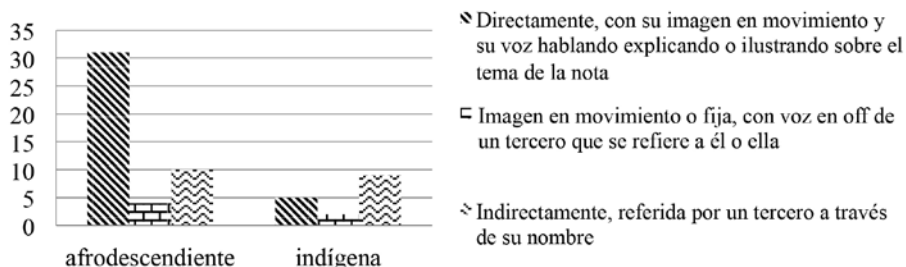 35
30
25
20
15
10
5
0
afrodescendiente indígena
Directamente, con su imagen en movimiento y
su voz hablando explicando o ilustrando sobre el
tema de la nota
Imagen en movimiento o fija, con voz en off de
un tercero que se refiere a él o ella
Indirectamente, referida por un tercero a través
de su nombre